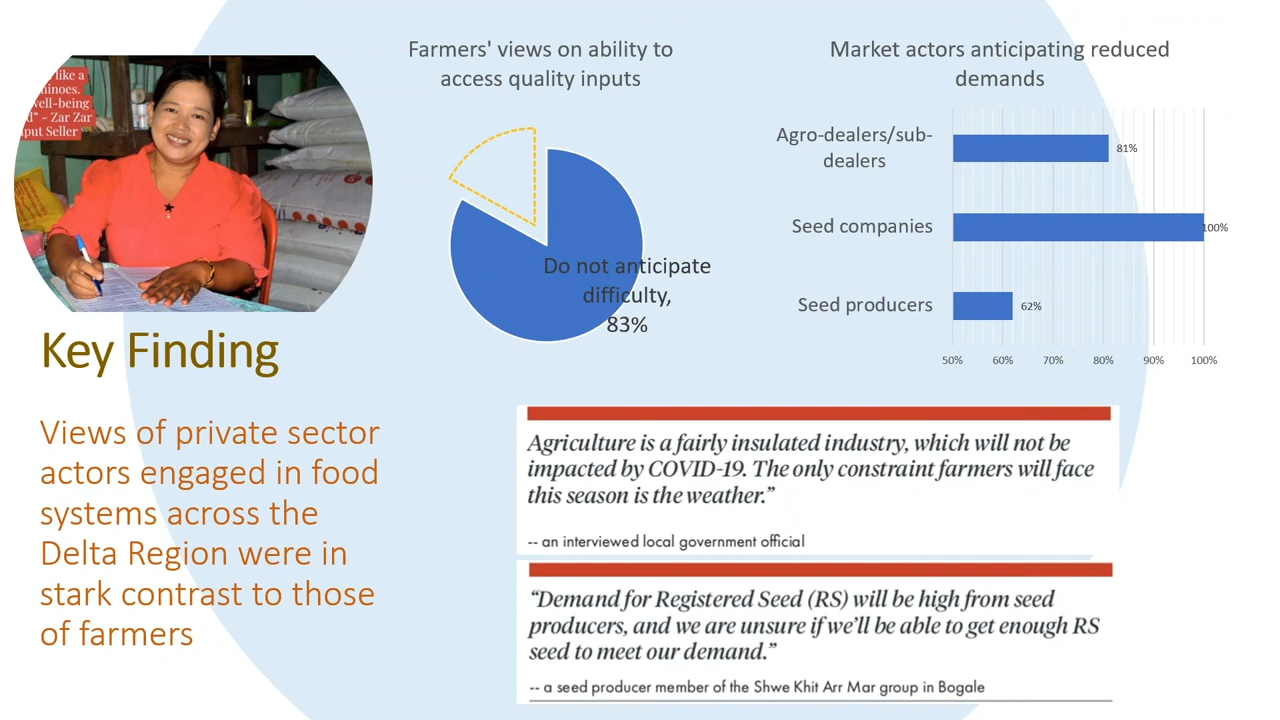 like a
inoes.
well-being
- Zar Zar
put Seller
Key Finding
Views of private sector
actors engaged in food
systems across the
Delta Region were in
stark contrast to those
of farmers
Farmers' views on ability to
access quality inputs
Do not anticipate
difficulty,
83%
Market actors anticipating reduced
demands
Agro-dealers/sub-
dealers
81%
Seed companies
100%
Seed producers
62%
50% 60% 70% 80% 90% 100%
Agriculture is a fairly insulated industry, which will not be
impacted by COVID-19. The only constraint farmers will face
this season is the weather.”
-- an interviewed local government official
“Demand for Registered Seed (RS) will be high from seed
producers, and we are unsure if we’ll be able to get enough RS
seed to meet our demand.”
-- a seed producer member of the Shwe Khit Arr Mar group in Bogale